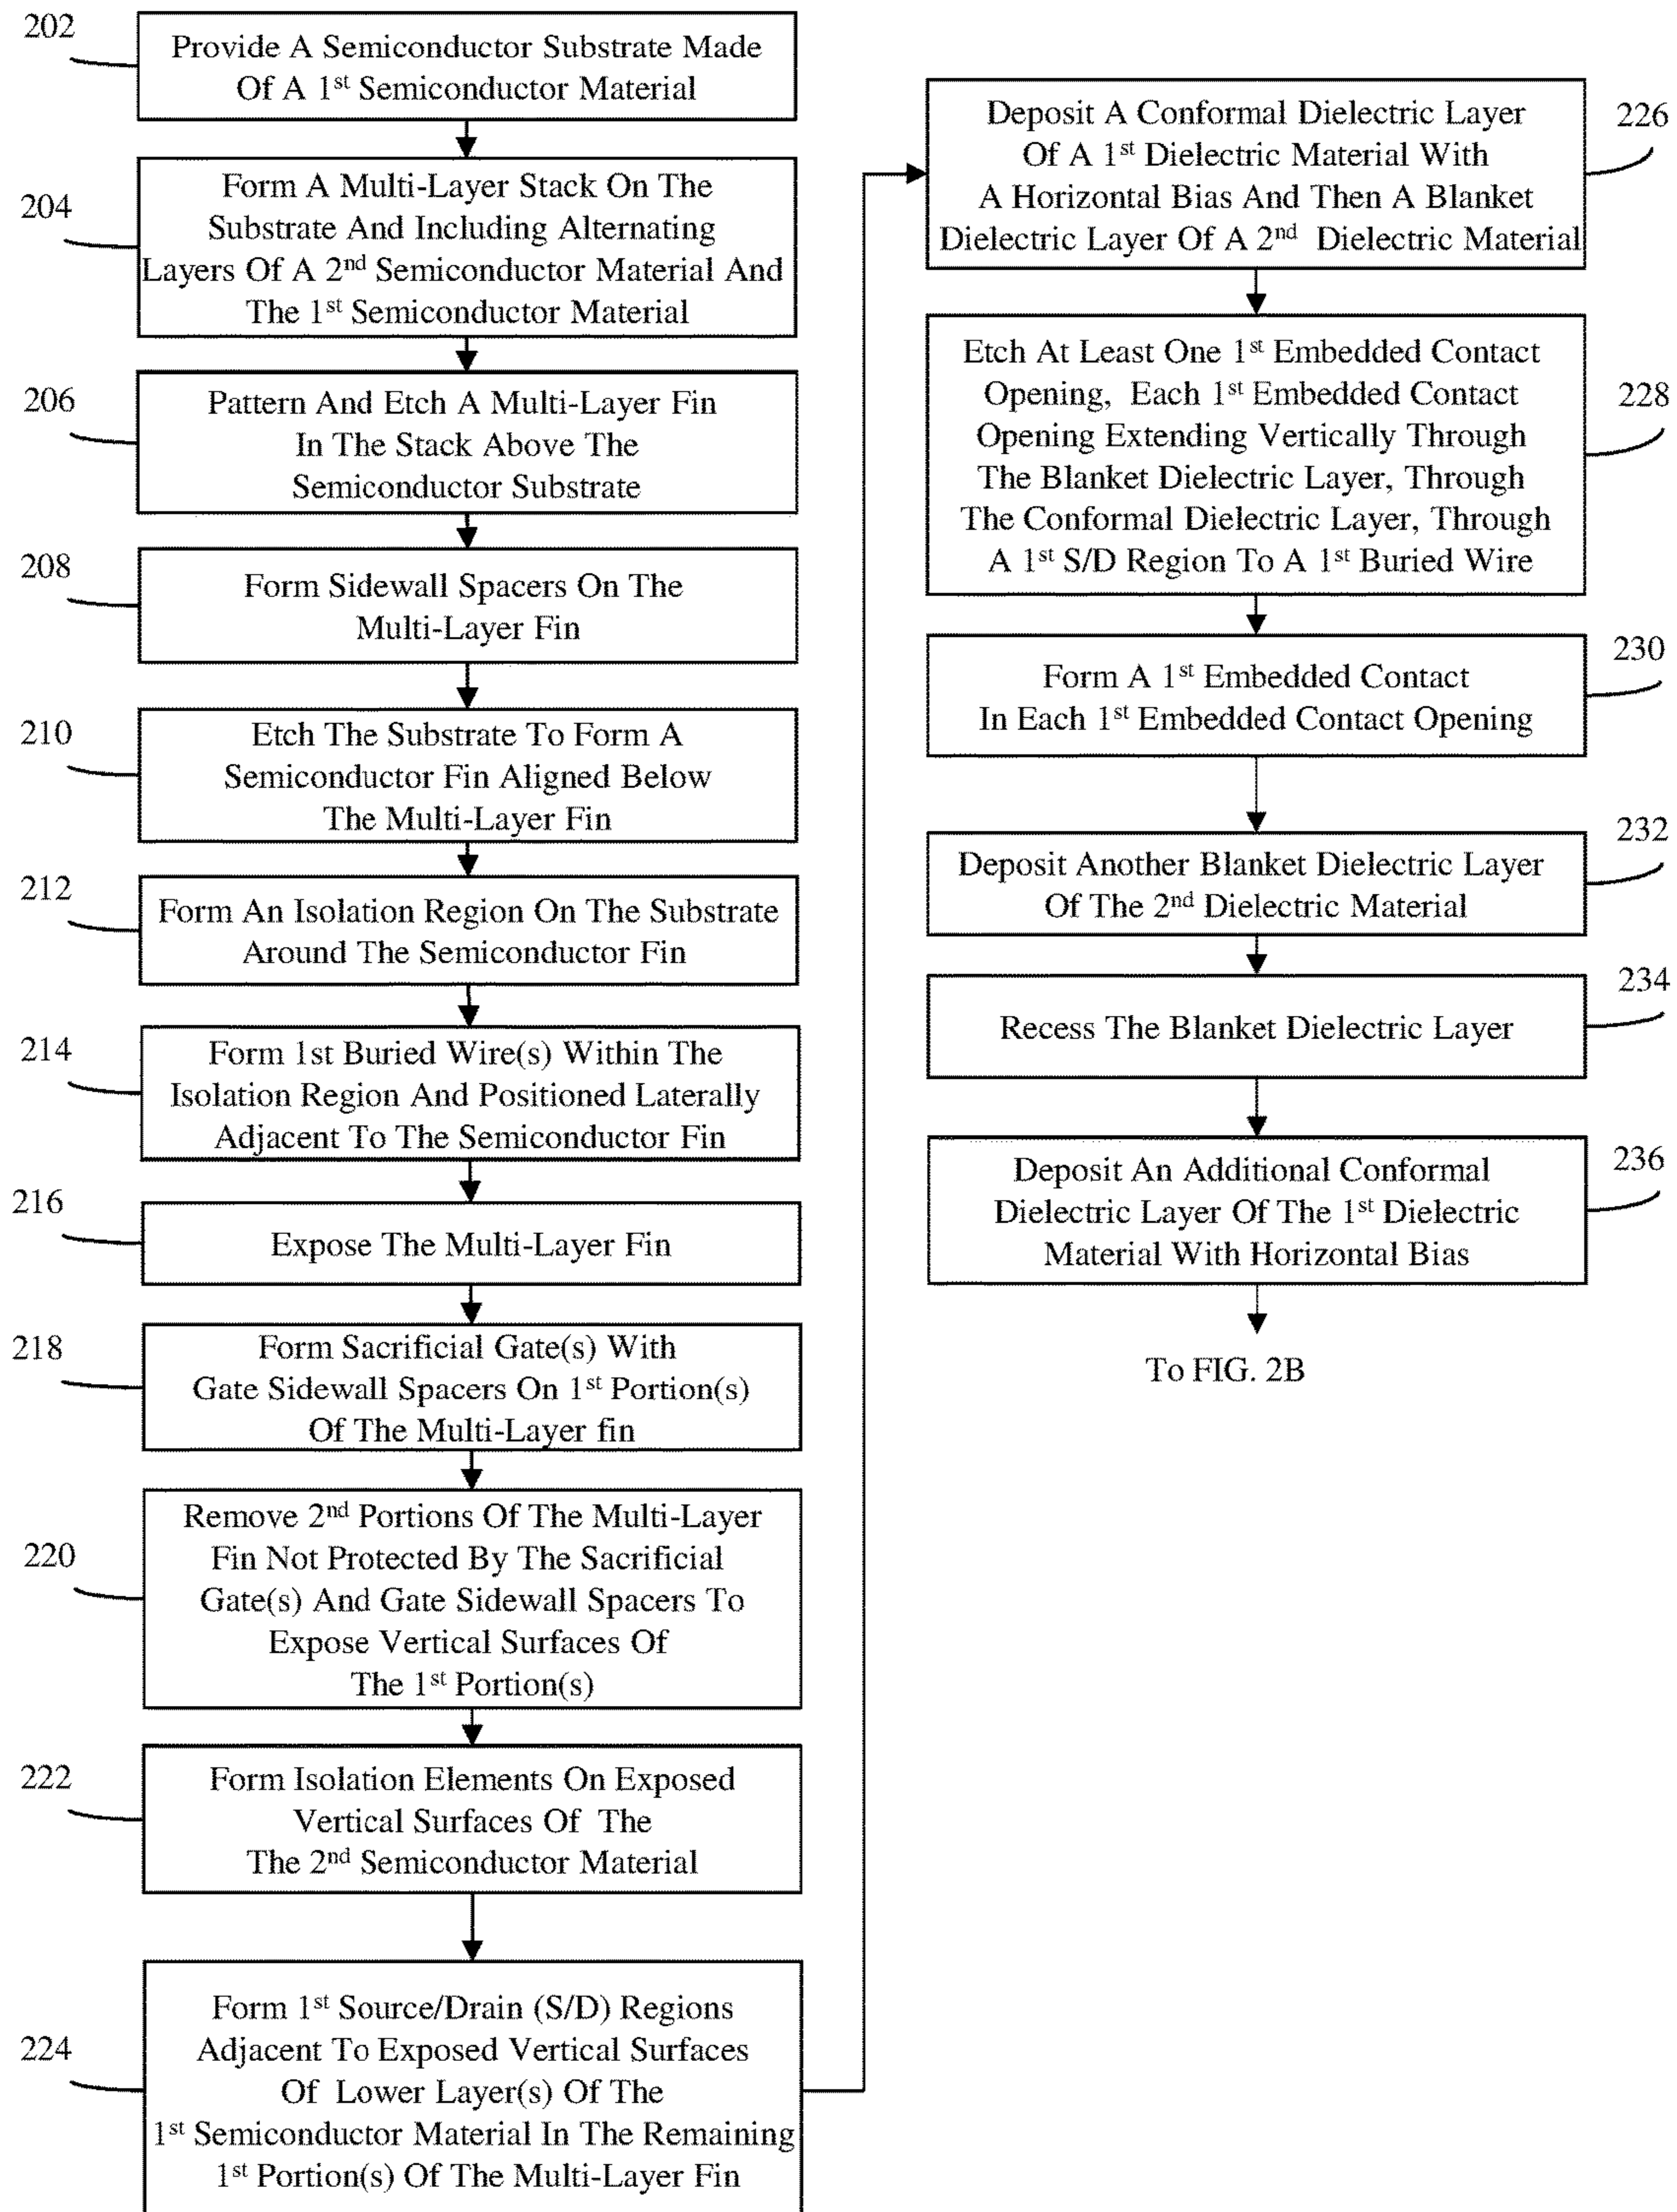 202
Provide A Semiconductor Substrate Made
Of A 1st Semiconductor Material
204
Form A Multi-Layer Stack On The
Substrate And Including Alternating
Layers Of A 2nd Semiconductor Material And
The 1st Semiconductor Material
206
Pattern And Etch A Multi-Layer Fin
In The Stack Above The
Semiconductor Substrate
208
Form Sidewall Spacers On The
Multi-Layer Fin
210
Etch The Substrate To Form A
Semiconductor Fin Aligned Below
The Multi-Layer Fin
212
Form An Isolation Region On The Substrate
Around The Semiconductor Fin
214
Form 1st Buried Wire(s) Within The
Isolation Region And Positioned Laterally
Adjacent To The Semiconductor Fin
216
Expose The Multi-Layer Fin
218
Form Sacrificial Gate(s) With
Gate Sidewall Spacers On 1st Portion(s)
Of The Multi-Layer fin
220
Remove 2nd Portions Of The Multi-Layer
Fin Not Protected By The Sacrificial
Gate(s) And Gate Sidewall Spacers To
Expose Vertical Surfaces Of
The 1st Portion(s)
222
Form Isolation Elements On Exposed
Vertical Surfaces Of The
The 2nd Semiconductor Material
224
Form 1st Source/Drain (S/D) Regions
Adjacent To Exposed Vertical Surfaces
Of Lower Layer(s) Of The
1st Semiconductor Material In The Remaining
1st Portion(s) Of The Multi-Layer Fin
226
Deposit A Conformal Dielectric Layer
Of A 1st Dielectric Material With
A Horizontal Bias And Then A Blanket
Dielectric Layer Of A 2nd Dielectric Material
228
Etch At Least One 1st Embedded Contact
Opening, Each 1st Embedded Contact
Opening Extending Vertically Through
The Blanket Dielectric Layer, Through
The Conformal Dielectric Layer, Through
A 1st S/D Region To A 1st Buried Wire
230
Form A 1st Embedded Contact
In Each 1st Embedded Contact Opening
232
Deposit Another Blanket Dielectric Layer
Of The 2nd Dielectric Material
234
Recess The Blanket Dielectric Layer
236
Deposit An Additional Conformal
Dielectric Layer Of The 1st Dielectric
Material With Horizontal Bias
To FIG. 2B